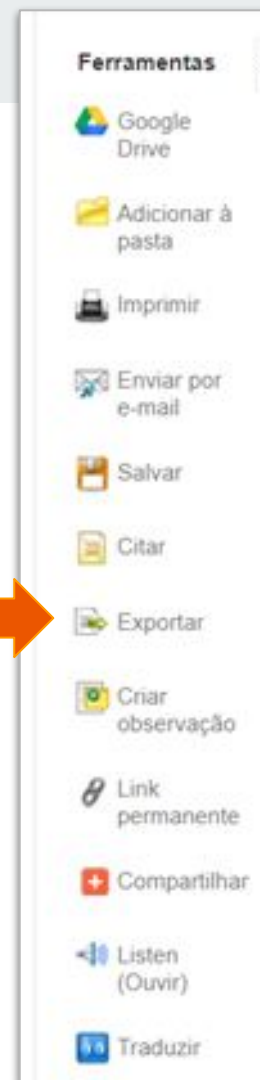 Ferramentas
Google
Drive
Adicionar à
pasta
Imprimir
Enviar por
e-mail
Salvar
Citar
Exportar
Criar
observação
Link
permanente
Compartilhar
Listen
(Ouvir)
Traduzir